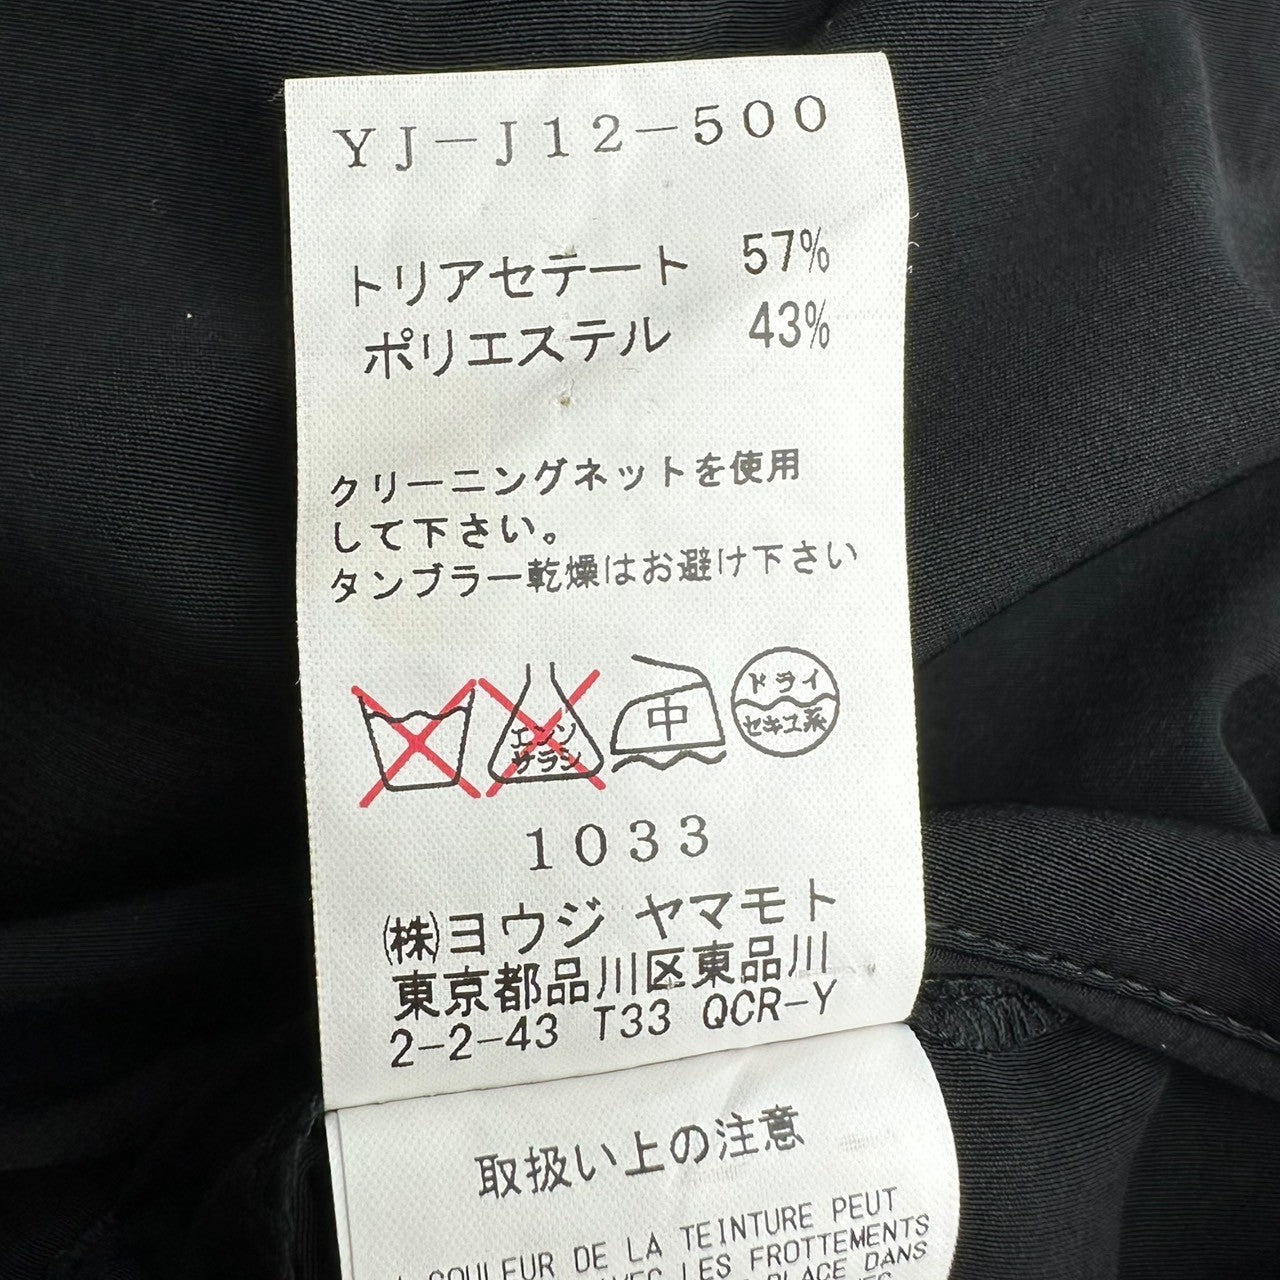 YJ-J12-500
トリアセテート 57%
ポリエステル 43%
クリーニングネットを使用
して下さい。
タンブラー乾燥はお避け下さい
エンソ
サラシ
中
ドライ
セキユ系
1033
㈱ヨウジ ヤマモト
東京都品川区東品川
2-2-43 T33 QCR-Y
取扱い上の注意
COULEUR DE LA TEINTURE PEUT
AVEC LES FROTTEMENTS
PLACE DANS